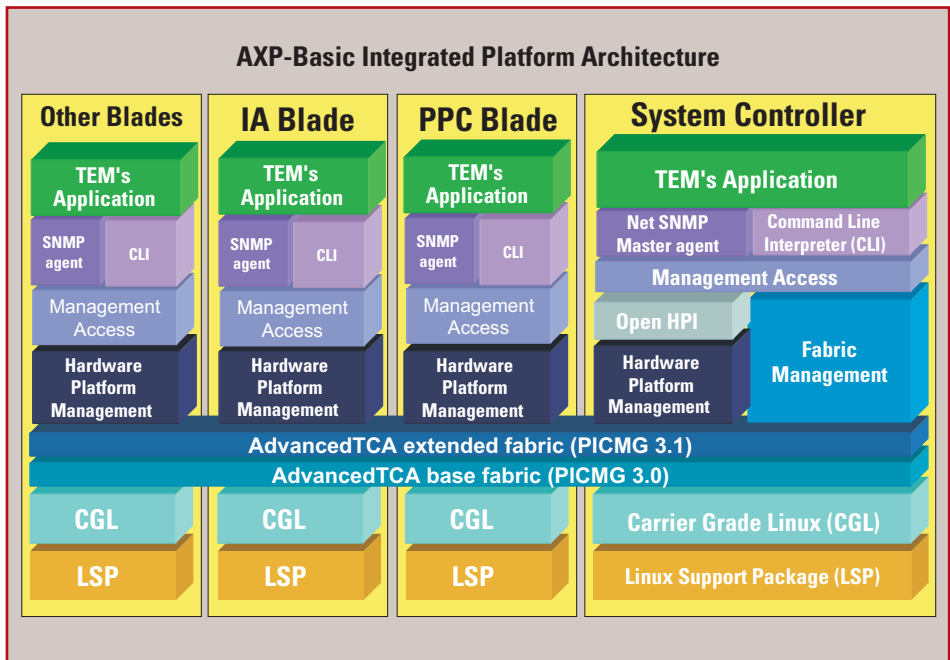 AXP-Basic Integrated Platform Architecture
Other Blades
TEM's
Application
SNMP
agent
CLI
Management
Access
Hardware
Platform
Management
CGL
LSP
IA Blade
TEM's
Application
SNMP
agent
CLI
Management
Access
Hardware
Platform
Management
CGL
LSP
PPC Blade
TEM's
Application
SNMP
agent
CLI
Management
Access
Hardware
Platform
Management
CGL
LSP
System Controller
TEM's Application
Net SNMP
Master agent
Command Line
Interpreter (CLI)
Management Access
Open HPI
Hardware
Platform
Management
Fabric
Management
AdvancedTCA extended fabric (PICMG 3.1)
AdvancedTCA base fabric (PICMG 3.0)
Carrier Grade Linux (CGL)
Linux Support Package (LSP)